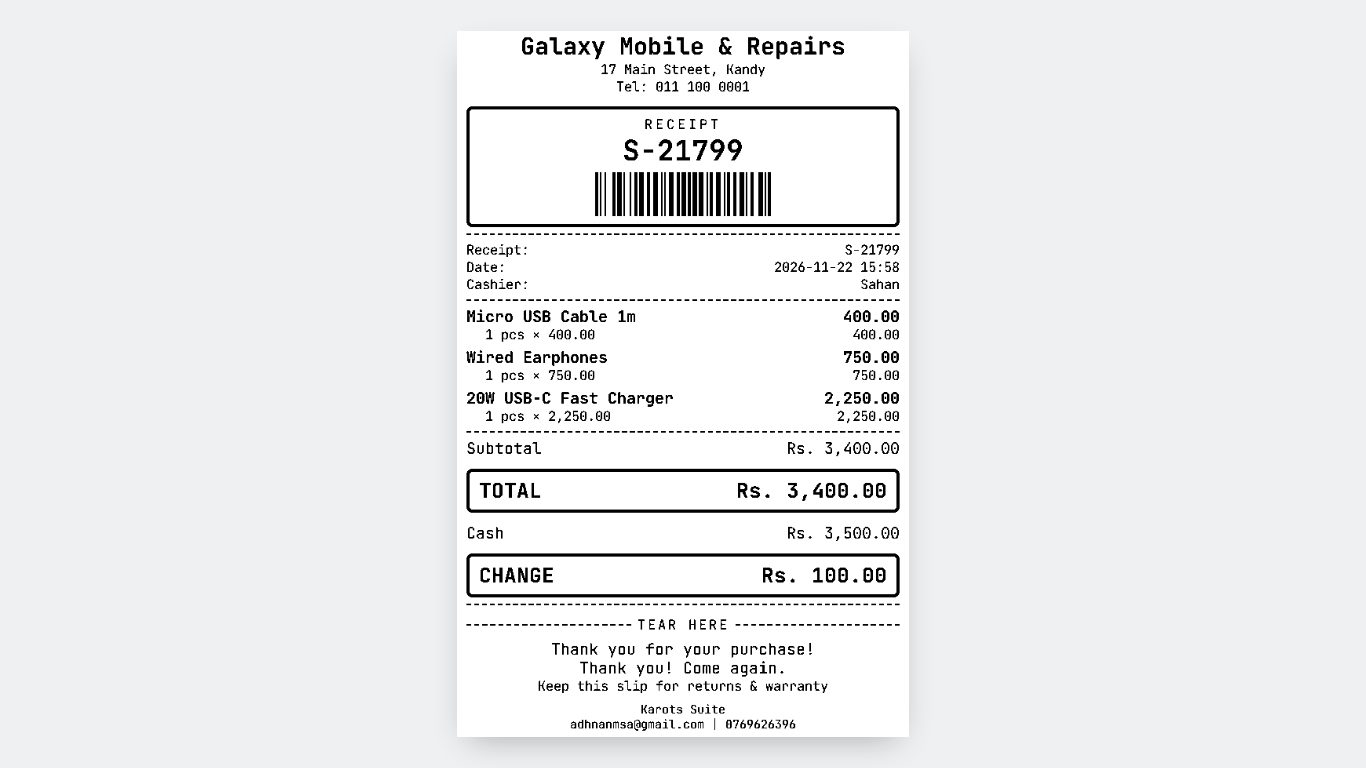 Galaxy Mobile & Repairs
17 Main Street, Kandy
Tel: 011 100 0001
RECEIPT
S-21799
Receipt: S-21799
Date: 2026-11-22 15:58
Cashier: Sahan
Micro USB Cable 1m 400.00
1 pcs × 400.00 400.00
Wired Earphones 750.00
1 pcs × 750.00 750.00
20W USB-C Fast Charger 2,250.00
1 pcs × 2,250.00 2,250.00
Subtotal Rs. 3,400.00
TOTAL Rs. 3,400.00
Cash Rs. 3,500.00
CHANGE Rs. 100.00
TEAR HERE
Thank you for your purchase!
Thank you! Come again.
Keep this slip for returns & warranty
Karots Suite
adhnanmsa@gmail.com | 0769626396